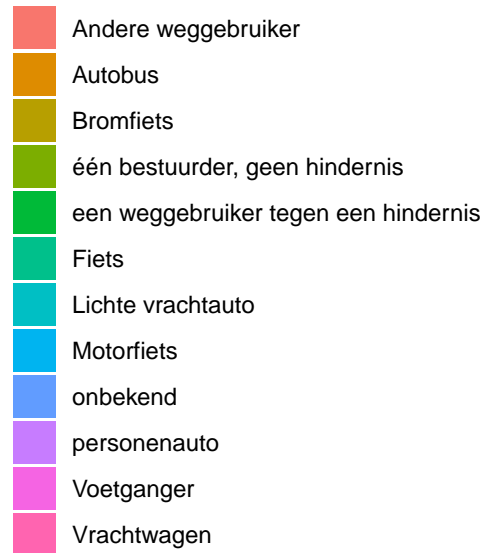 Andere weggebruiker
Autobus
Bromfiets
één bestuurder, geen hindernis
een weggebruiker tegen een hindernis
Fiets
Lichte vrachtauto
Motorfiets
onbekend
personenauto
Voetganger
Vrachtwagen